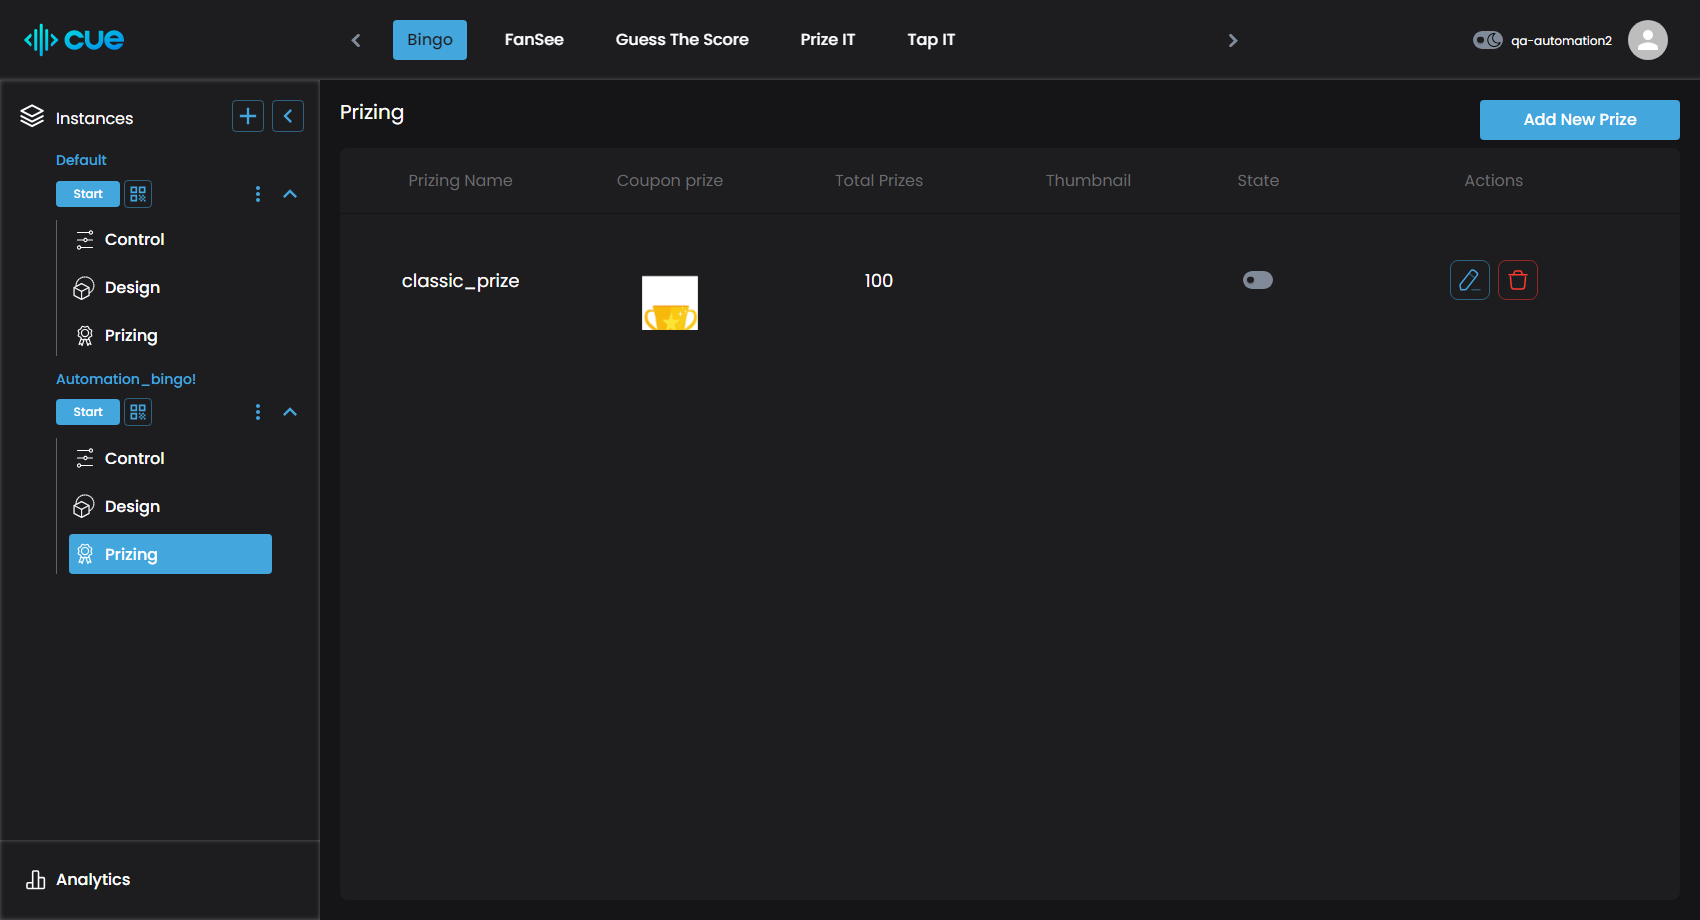 cue
Bingo
FanSee
Guess The Score
Prize IT
Tap IT
qa-automation2
Instances
Default
Start
Control
Design
Prizing
Automation_bingo!
Start
Control
Design
Prizing
Analytics
Prizing
Add New Prize
Prizing Name
Coupon prize
Total Prizes
Thumbnail
State
Actions
classic_prize
100